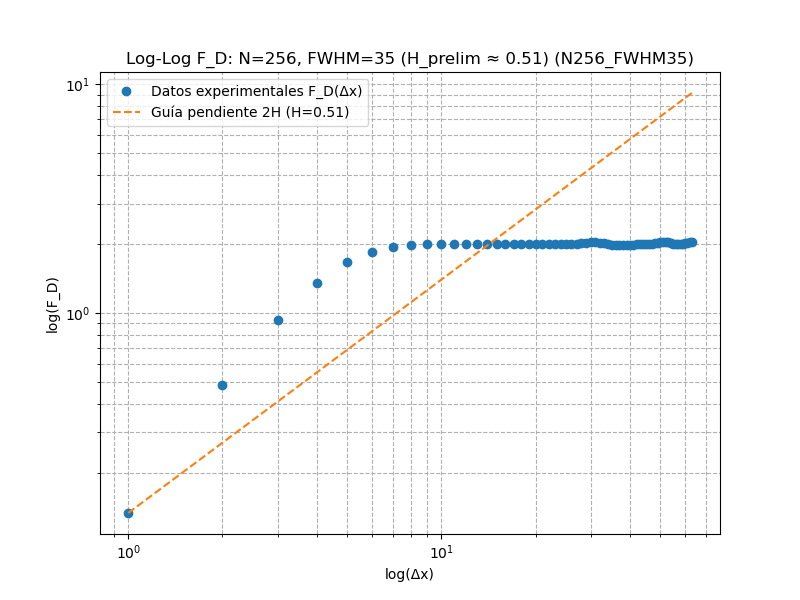 Log-Log F_D: N=256, FWHM=35 (H_prelim ≈ 0.51) (N256_FWHM35)
Datos experimentales F_D(Δx)
Guía pendiente 2H (H=0.51)
10¹
10⁰
log(F_D)
10⁰ 10¹
log(Δx)